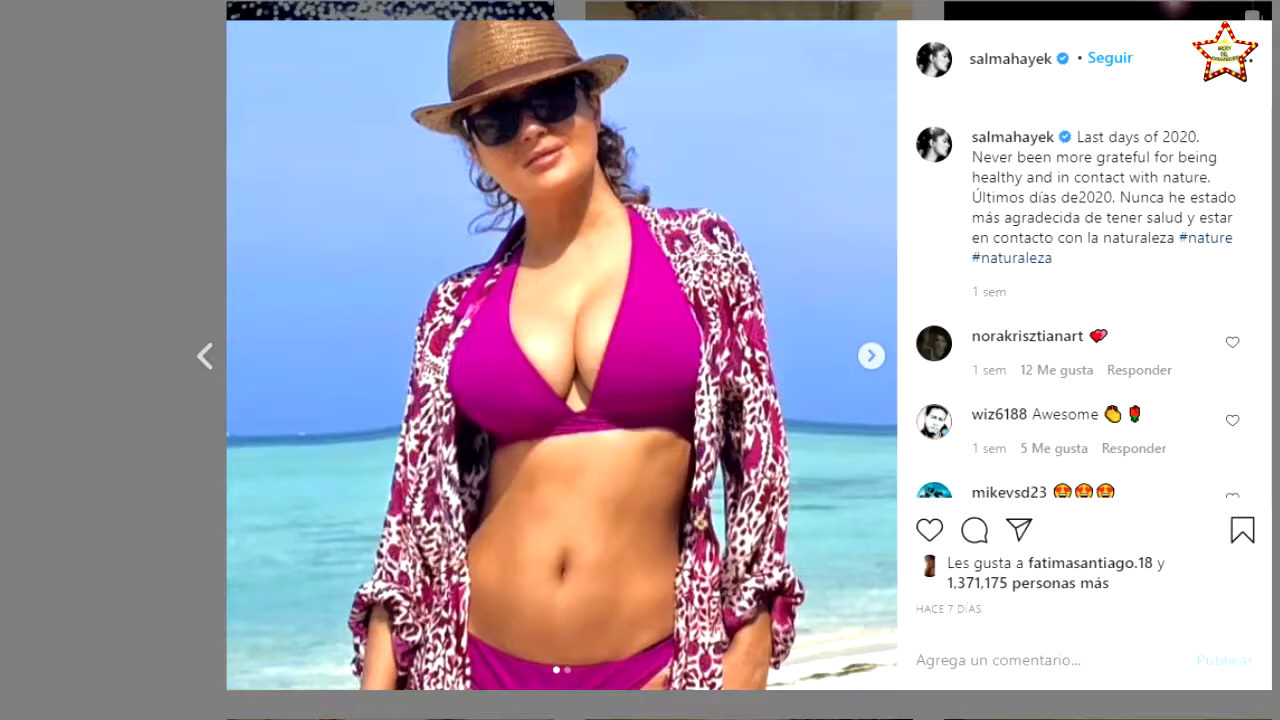 salmahayek • Seguir
salmahayek Last days of 2020.
Never been more grateful for being
healthy and in contact with nature.
Últimos días de2020. Nunca he estado
más agradecida de tener salud y estar
en contacto con la naturaleza #nature
#naturaleza
1 sem
norakrisztianart
1 sem 12 Me gusta Responder
wiz6188 Awesome
1 sem 5 Me gusta Responder
mikevsd23
Les gusta a fatimasantiago.18 y
1,371,175 personas más
HACE 7 DÍAS
Agrega un comentario... Publicar